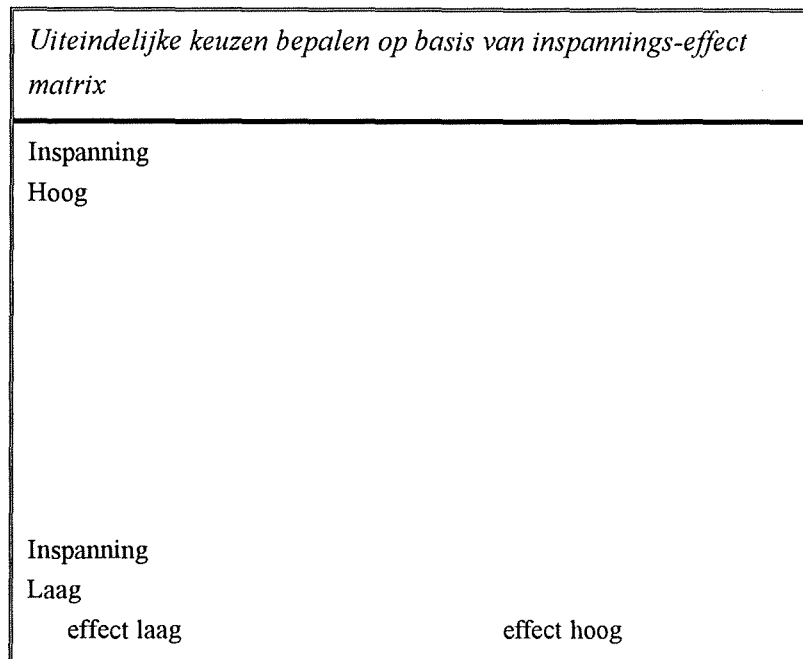 Uiteindelijke keuzen bepalen op basis van inspannings-effect
matrix
Inspanning
Hoog
Inspanning
Laag
effect laag effect hoog